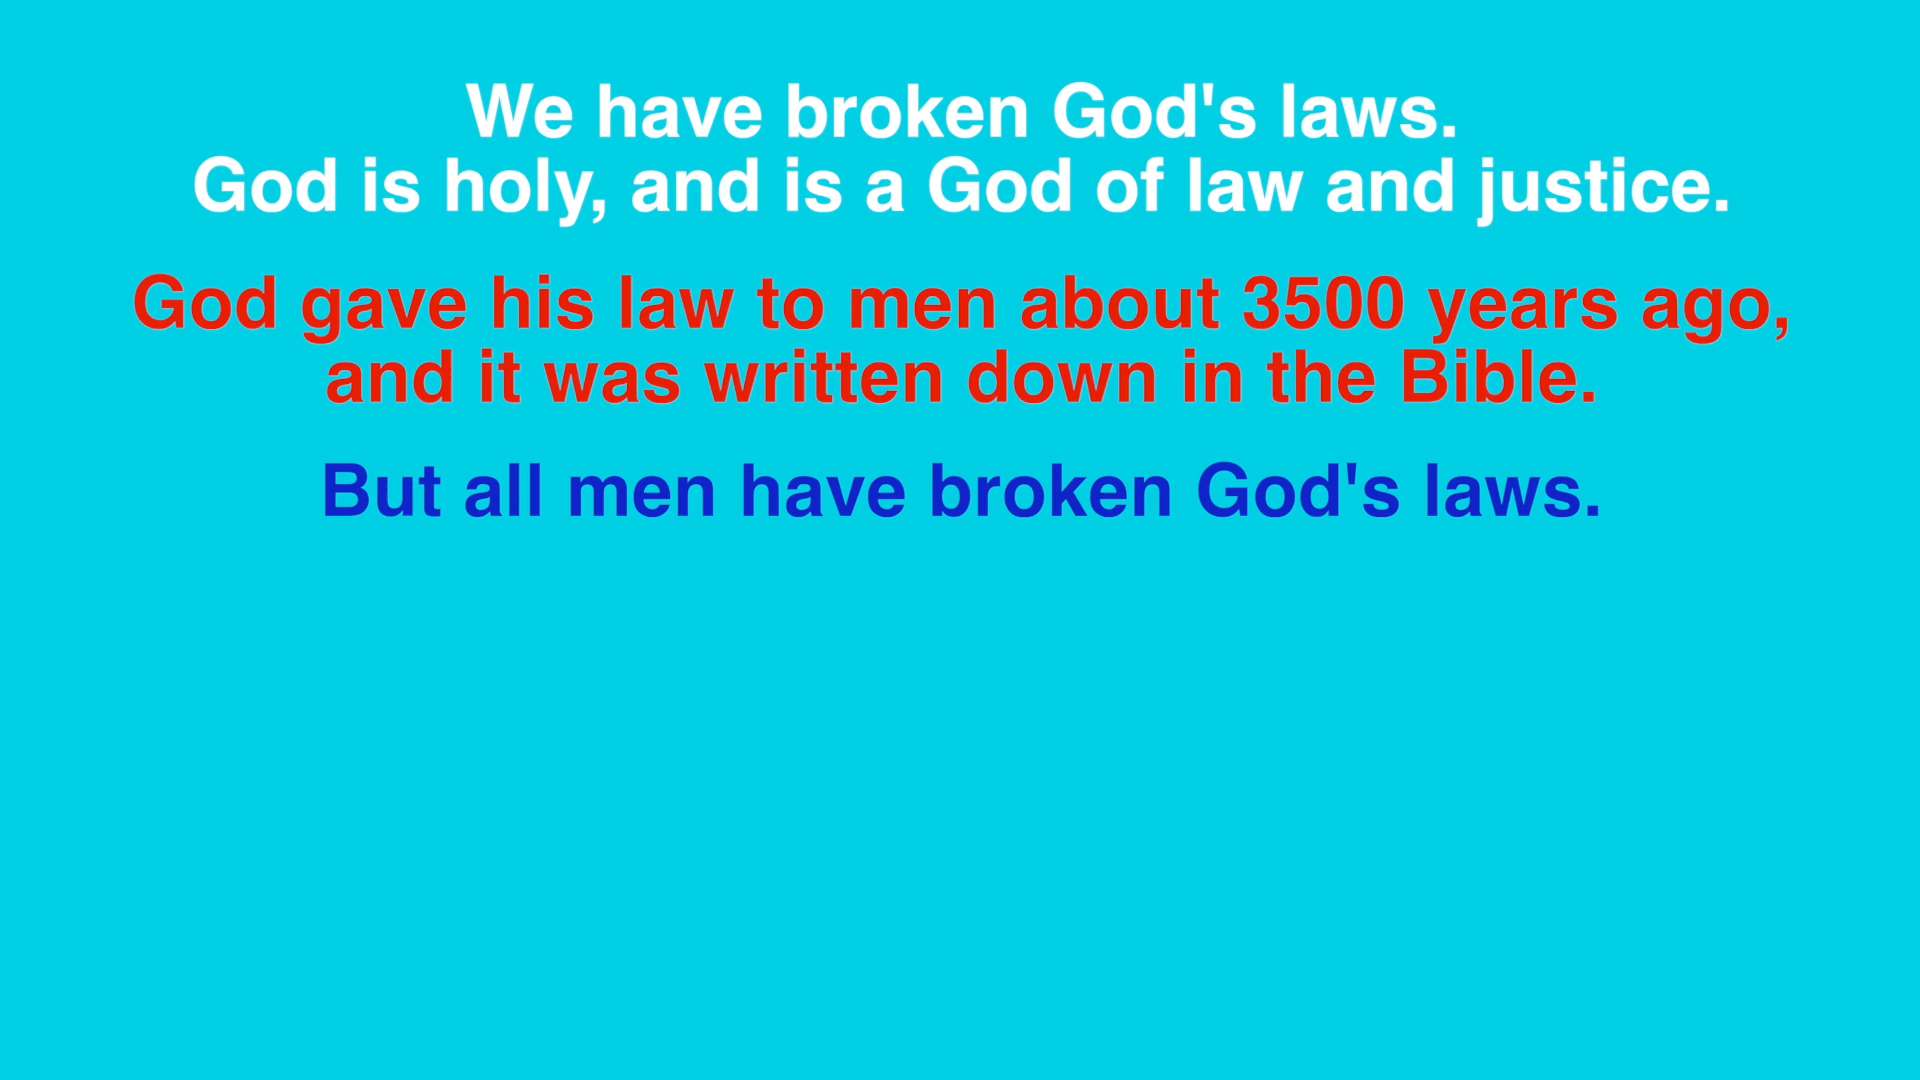 We have broken God's laws.
God is holy, and is a God of law and justice.
God gave his law to men about 3500 years ago,
and it was written down in the Bible.
But all men have broken God's laws.